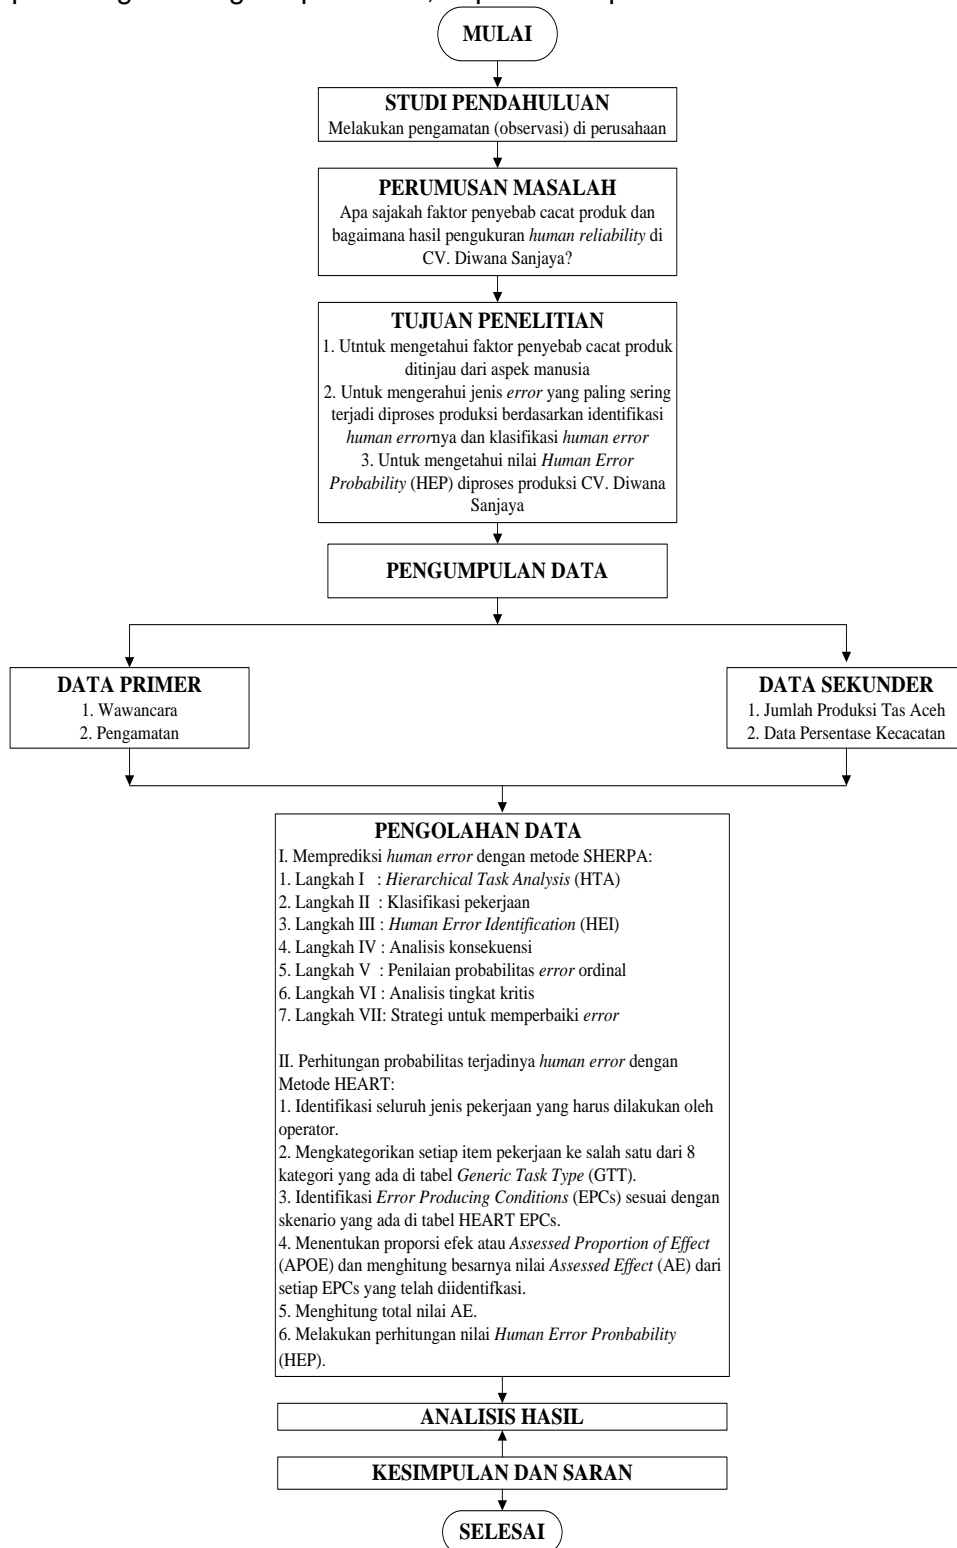 MULAI
STUDI PENDAHULUAN
Melakukan pengamatan (observasi) di perusahaan
PERUMUSAN MASALAH
Apa sajakah faktor penyebab cacat produk dan
bagaimana hasil pengukuran human reliability di
CV. Diwana Sanjaya?
TUJUAN PENELITIAN
1. Utntuk mengetahui faktor penyebab cacat produk
ditinjau dari aspek manusia
2. Untuk mengerahui jenis error yang paling sering
terjadi diproses produksi berdasarkan identifikasi
human errornya dan klasifikasi human error
3. Untuk mengetahui nilai Human Error
Probability (HEP) diproses produksi CV. Diwana
Sanjaya
PENGUMPULAN DATA
DATA PRIMER
1. Wawancara
2. Pengamatan
DATA SEKUNDER
1. Jumlah Produksi Tas Aceh
2. Data Persentase Kecacatan
PENGOLAHAN DATA
I. Memprediksi human error dengan metode SHERPA:
1. Langkah I : Hierarchical Task Analysis (HTA)
2. Langkah II : Klasifikasi pekerjaan
3. Langkah III : Human Error Identification (HEI)
4. Langkah IV : Analisis konsekuensi
5. Langkah V : Penilaian probabilitas error ordinal
6. Langkah VI : Analisis tingkat kritis
7. Langkah VII: Strategi untuk memperbaiki error
II. Perhitungan probabilitas terjadinya human error dengan
Metode HEART:
1. Identifikasi seluruh jenis pekerjaan yang harus dilakukan oleh
operator.
2. Mengkategorikan setiap item pekerjaan ke salah satu dari 8
kategori yang ada di tabel Generic Task Type (GTT).
3. Identifikasi Error Producing Conditions (EPCs) sesuai dengan
skenario yang ada di tabel HEART EPCs.
4. Menentukan proporsi efek atau Assessed Proportion of Effect
(APOE) dan menghitung besarnya nilai Assessed Effect (AE) dari
setiap EPCs yang telah diidentifkasi.
5. Menghitung total nilai AE.
6. Melakukan perhitungan nilai Human Error Pronbability
(HEP).
ANALISIS HASIL
KESIMPULAN DAN SARAN
SELESAI